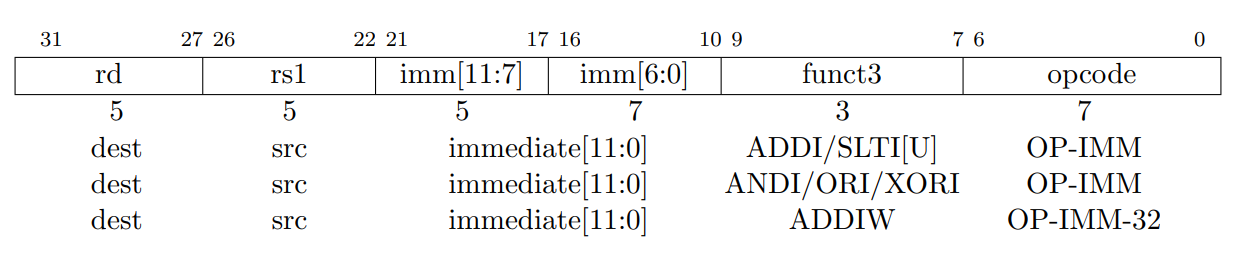 31 27 26 22 21 17 16 10 9 7 6 0
rd rs1 imm[11:7] imm[6:0] funct3 opcode
5 5 5 7 3 7
dest src immediate[11:0] ADDI/SLTI[U] OP-IMM
dest src immediate[11:0] ANDI/ORI/XORI OP-IMM
dest src immediate[11:0] ADDIW OP-IMM-32